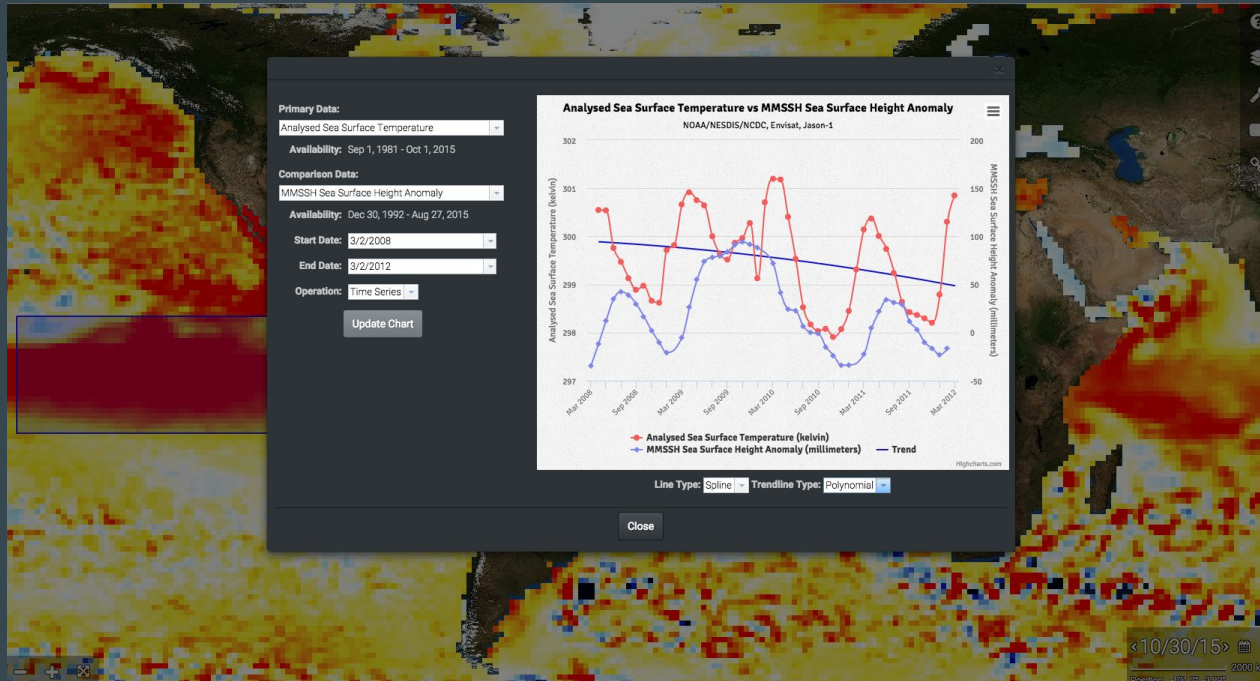 Primary Data:
Analysed Sea Surface Temperature
Availability: Sep 1, 1981 - Oct 1, 2015
Comparison Data:
MMSSH Sea Surface Height Anomaly
Availability: Dec 30, 1992 - Aug 27, 2015
Start Date: 3/2/2008
End Date: 3/2/2012
Operation: Time Series
Update Chart
Analysed Sea Surface Temperature vs MMSSH Sea Surface Height Anomaly
NOAA/NESDIS/NCDC, Envisat, Jason-1
Analysed Sea Surface Temperature (kelvin)
302
301
300
299
298
297
200
150
100
50
0
-50
MMSSH Sea Surface Height Anomaly (millimeters)
Mar 2008
Sep 2008
Mar 2009
Sep 2009
Mar 2010
Sep 2010
Mar 2011
Sep 2011
Mar 2012
Analysed Sea Surface Temperature (kelvin)
MMSSH Sea Surface Height Anomaly (millimeters) Trend
Highcharts.com
Line Type: Spline Trendline Type: Polynomial
Close
10/30/15
2000